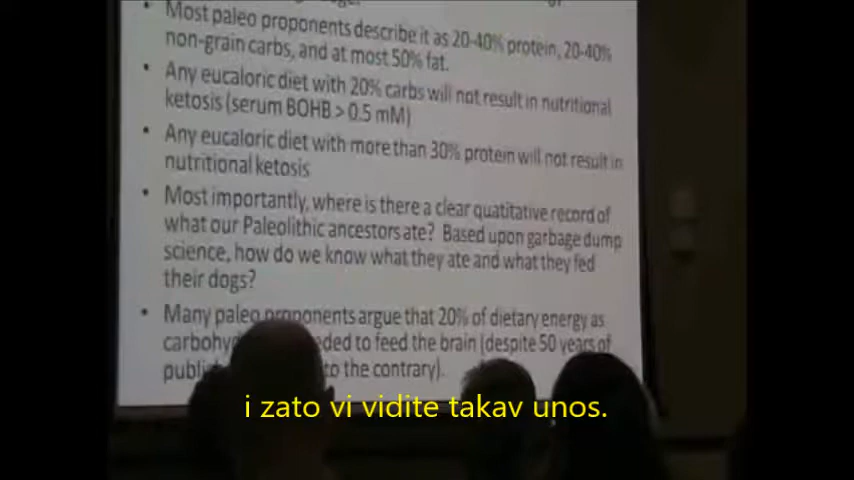 • Most paleo proponents describe it as 20-40% protein, 20-40%
non-grain carbs, and at most 50% fat.
• Any eucaloric diet with 20% carbs will not result in nutritional
ketosis (serum BOHB > 0.5 mM)
• Any eucaloric diet with more than 30% protein will not result in
nutritional ketosis
• Most importantly, where is there a clear quantitative record of
what our Paleolithic ancestors ate? Based upon garbage dump
science, how do we know what they ate and what they fed
their dogs?
• Many paleo proponents argue that 20% of dietary energy as
to feed the brain (despite 50 years of
to the contrary).
i zato vi vidite takav unos.